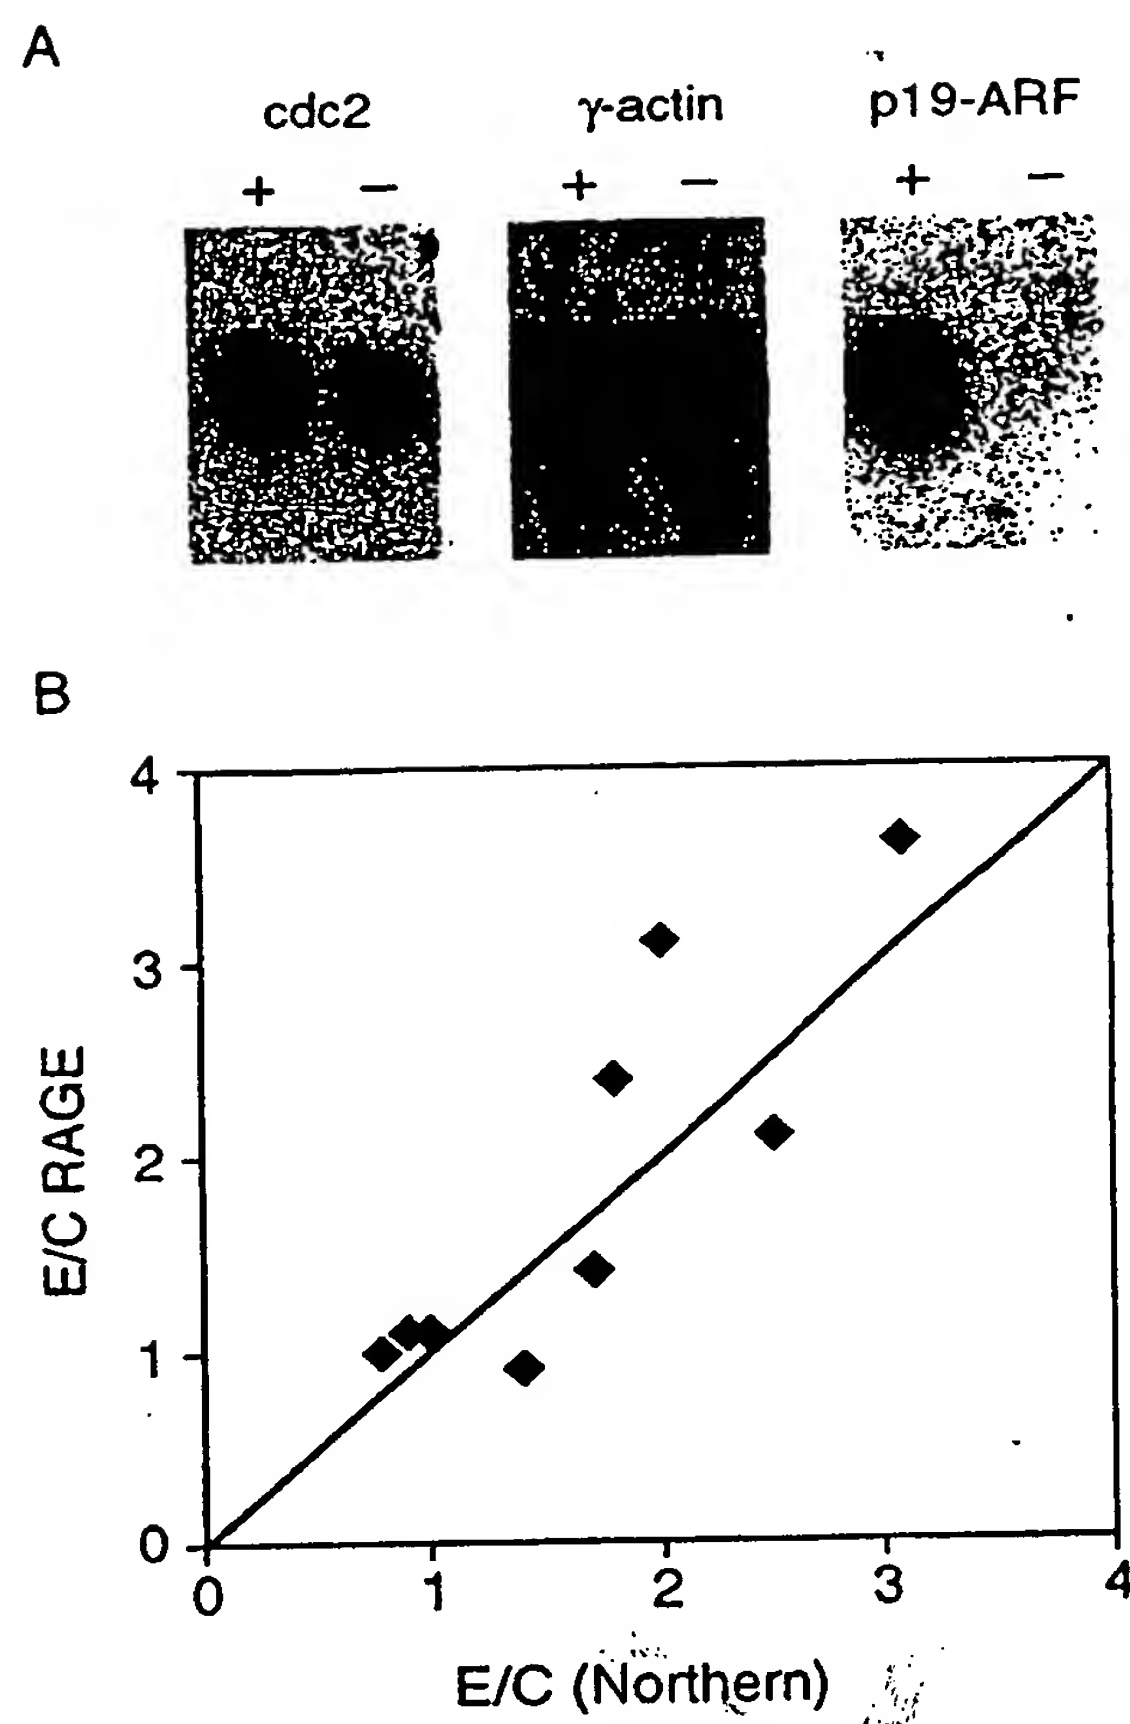 A
cdc2 γ-actin p19-ARF
+ − + − + −
B
4
3
2
1
0
E/C RAGE
0 1 2 3 4
E/C (Northern)